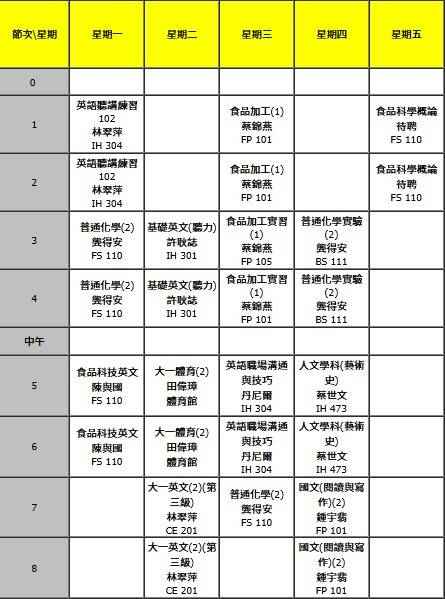 節次\星期 星期一 星期二 星期三 星期四 星期五
0
1
英語聽講練習
102
林翠萍
IH 304
食品加工(1)
蔡錦燕
FP 101
食品科學概論
待聘
FS 110
2
英語聽講練習
102
林翠萍
IH 304
食品加工(1)
蔡錦燕
FP 101
食品科學概論
待聘
FS 110
3
普通化學(2)
龔得安
FS 110
基礎英文(聽力)
許耿誌
IH 301
食品加工實習
(1)
蔡錦燕
FP 105
普通化學實驗
(2)
龔得安
BS 111
4
普通化學(2)
龔得安
FS 110
基礎英文(聽力)
許耿誌
IH 301
食品加工實習
(1)
蔡錦燕
FP 101
普通化學實驗
(2)
龔得安
BS 111
中午
5
食品科技英文
陳與國
FS 110
大一體育(2)
田偉璋
體育館
英語職場溝通
與技巧
丹尼爾
IH 304
人文學科(藝術
史)
蔡世文
IH 473
6
食品科技英文
陳與國
FS 110
大一體育(2)
田偉璋
體育館
英語職場溝通
與技巧
丹尼爾
IH 304
人文學科(藝術
史)
蔡世文
IH 473
7
大一英文(2)(第
三級)
林翠萍
CE 201
普通化學(2)
龔得安
FS 110
國文(閱讀與寫
作)(2)
鍾宇翡
FP 101
8
大一英文(2)(第
三級)
林翠萍
CE 201
國文(閱讀與寫
作)(2)
鍾宇翡
FP 101